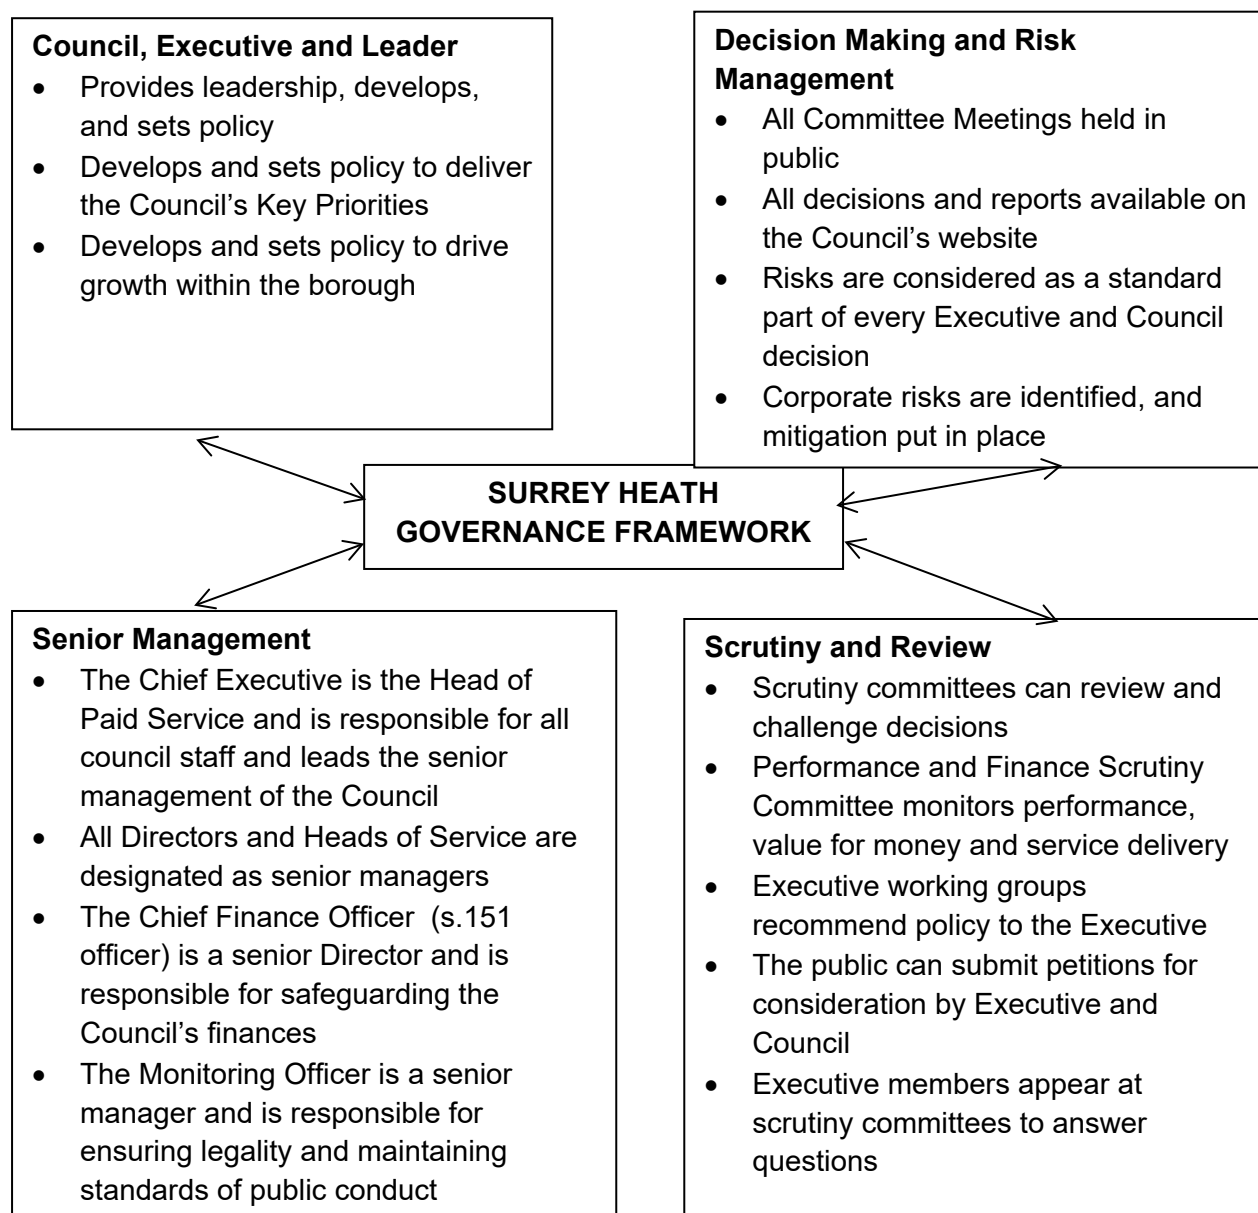 Council, Executive and Leader
• Provides leadership, develops,
and sets policy
• Develops and sets policy to deliver
the Council’s Key Priorities
• Develops and sets policy to drive
growth within the borough
Decision Making and Risk
Management
• All Committee Meetings held in
public
• All decisions and reports available on
the Council’s website
• Risks are considered as a standard
part of every Executive and Council
decision
• Corporate risks are identified, and
mitigation put in place
SURREY HEATH
GOVERNANCE FRAMEWORK
Senior Management
• The Chief Executive is the Head of
Paid Service and is responsible for all
council staff and leads the senior
management of the Council
• All Directors and Heads of Service are
designated as senior managers
• The Chief Finance Officer  (s.151
officer) is a senior Director and is
responsible for safeguarding the
Council’s finances
• The Monitoring Officer is a senior
manager and is responsible for
ensuring legality and maintaining
standards of public conduct
Scrutiny and Review
• Scrutiny committees can review and
challenge decisions
• Performance and Finance Scrutiny
Committee monitors performance,
value for money and service delivery
• Executive working groups
recommend policy to the Executive
• The public can submit petitions for
consideration by Executive and
Council
• Executive members appear at
scrutiny committees to answer
questions